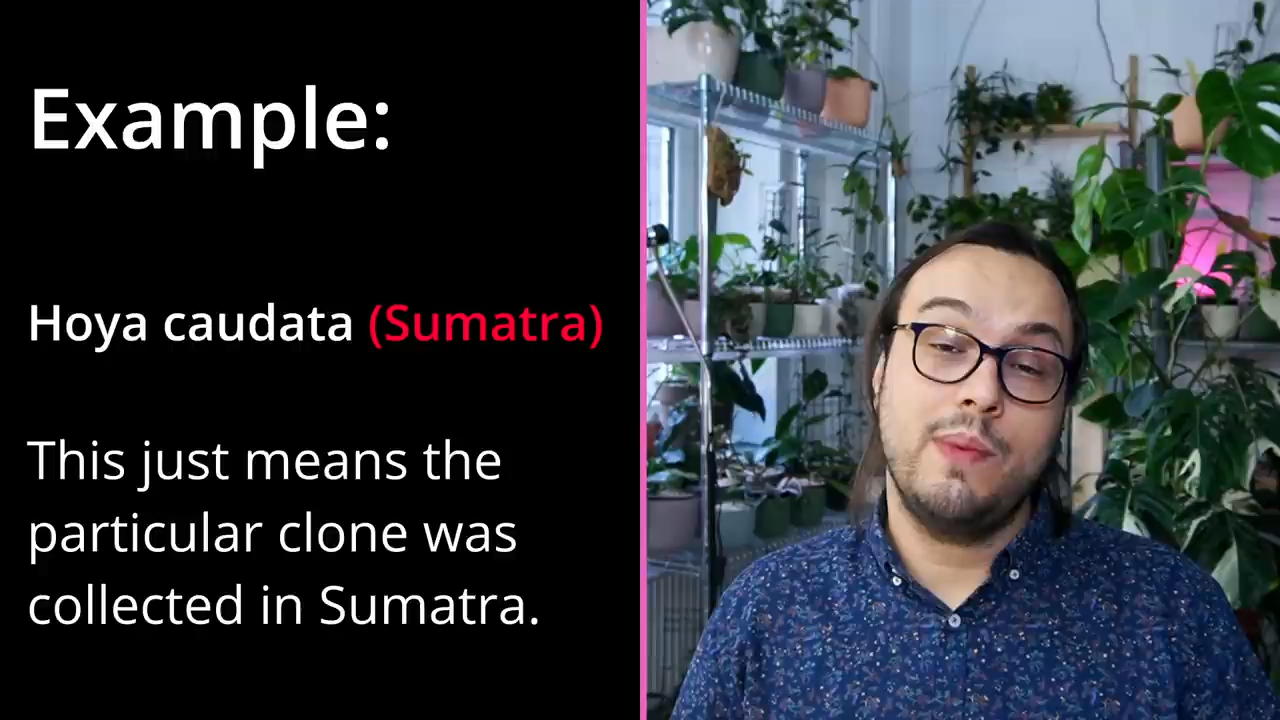 Example:
Hoya caudata (Sumatra)
This just means the
particular clone was
collected in Sumatra.